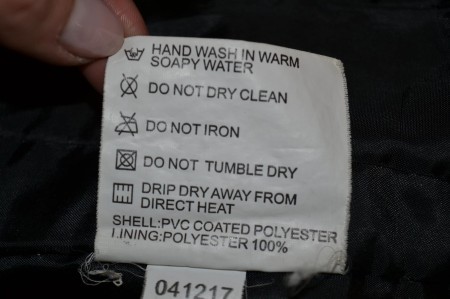 HAND WASH IN WARM
SOAPY WATER
DO NOT DRY CLEAN
DO NOT IRON
DO NOT TUMBLE DRY
DRIP DRY AWAY FROM
DIRECT HEAT
SHELL:PVC COATED POLYESTER
LINING:POLYESTER 100%
041217